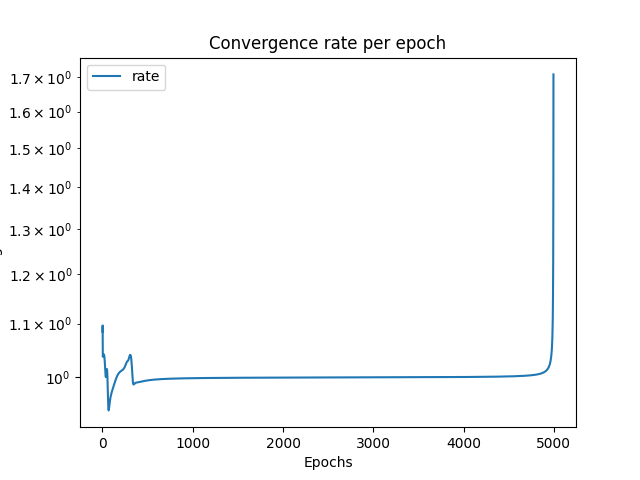 Convergence rate per epoch
rate
1.7 × 10⁰
1.6 × 10⁰
1.5 × 10⁰
1.4 × 10⁰
1.3 × 10⁰
1.2 × 10⁰
1.1 × 10⁰
10⁰
0 1000 2000 3000 4000 5000
Epochs